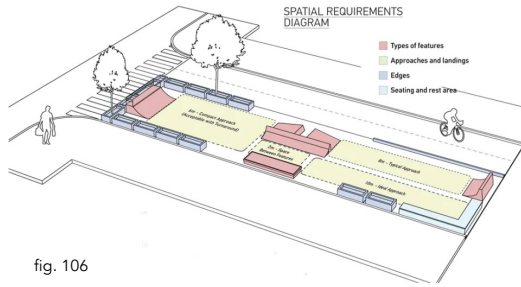 SPATIAL REQUIREMENTS
DIAGRAM
Types of features
Approaches and landings
Edges
Seating and rest area
6m - Compact Approach
(Acceptable with Turnaround)
2m - Space
Between Features
8m - Typical Approach
10m - Ideal Approach
fig. 106